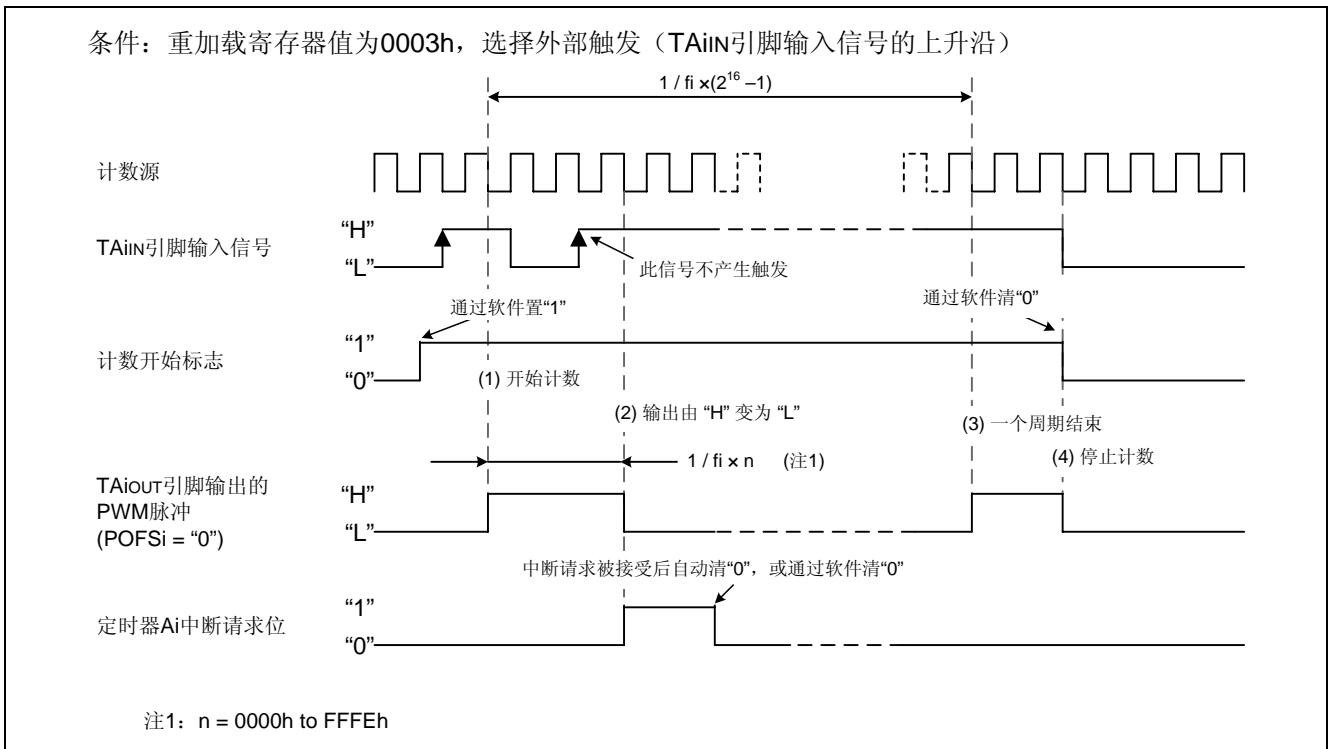 条件：重加载寄存器值为0003h，选择外部触发（TAiIN引脚输入信号的上升沿）
1 / fi ×(2¹⁶ –1)
计数源
TAiIN引脚输入信号
“H”
“L”
此信号不产生触发
通过软件置“1”
通过软件清“0”
计数开始标志
“1”
“0”
(1) 开始计数
(2) 输出由 “H” 变为 “L”
(3) 一个周期结束
(4) 停止计数
1 / fi × n (注1)
TAiOUT引脚输出的
PWM脉冲
(POFSi = “0”)
“H”
“L”
中断请求被接受后自动清“0”，或通过软件清“0”
定时器Ai中断请求位
“1”
“0”
注1：n = 0000h to FFFEh